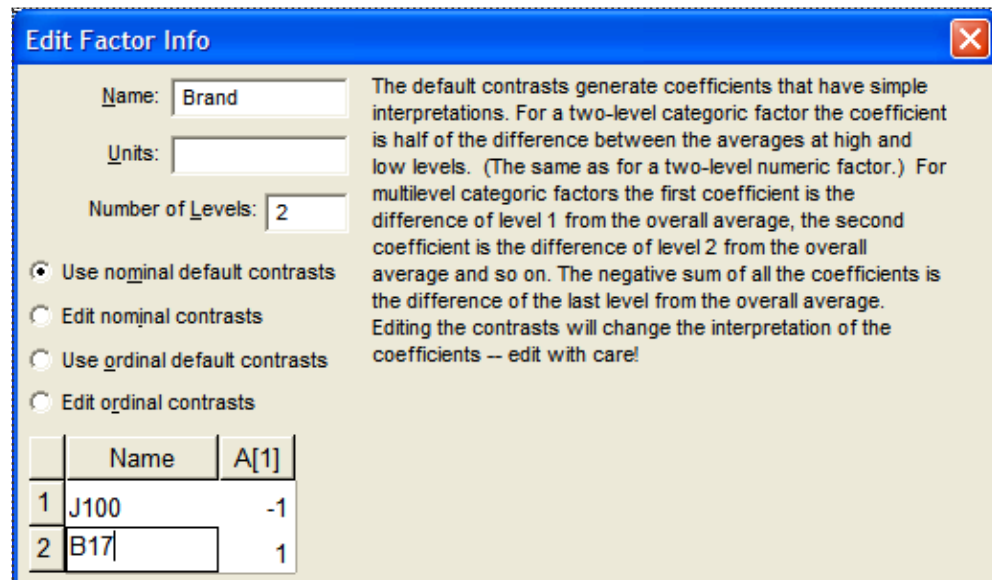 Edit Factor Info
Name: Brand
Units:
Number of Levels: 2
Use nominal default contrasts
Edit nominal contrasts
Use ordinal default contrasts
Edit ordinal contrasts
The default contrasts generate coefficients that have simple
interpretations. For a two-level categoric factor the coefficient
is half of the difference between the averages at high and
low levels.  (The same as for a two-level numeric factor.)  For
multilevel categoric factors the first coefficient is the
difference of level 1 from the overall average, the second
coefficient is the difference of level 2 from the overall
average and so on. The negative sum of all the coefficients is
the difference of the last level from the overall average.
Editing the contrasts will change the interpretation of the
coefficients -- edit with care!
Name A[1]
1 J100 -1
2 B17 1